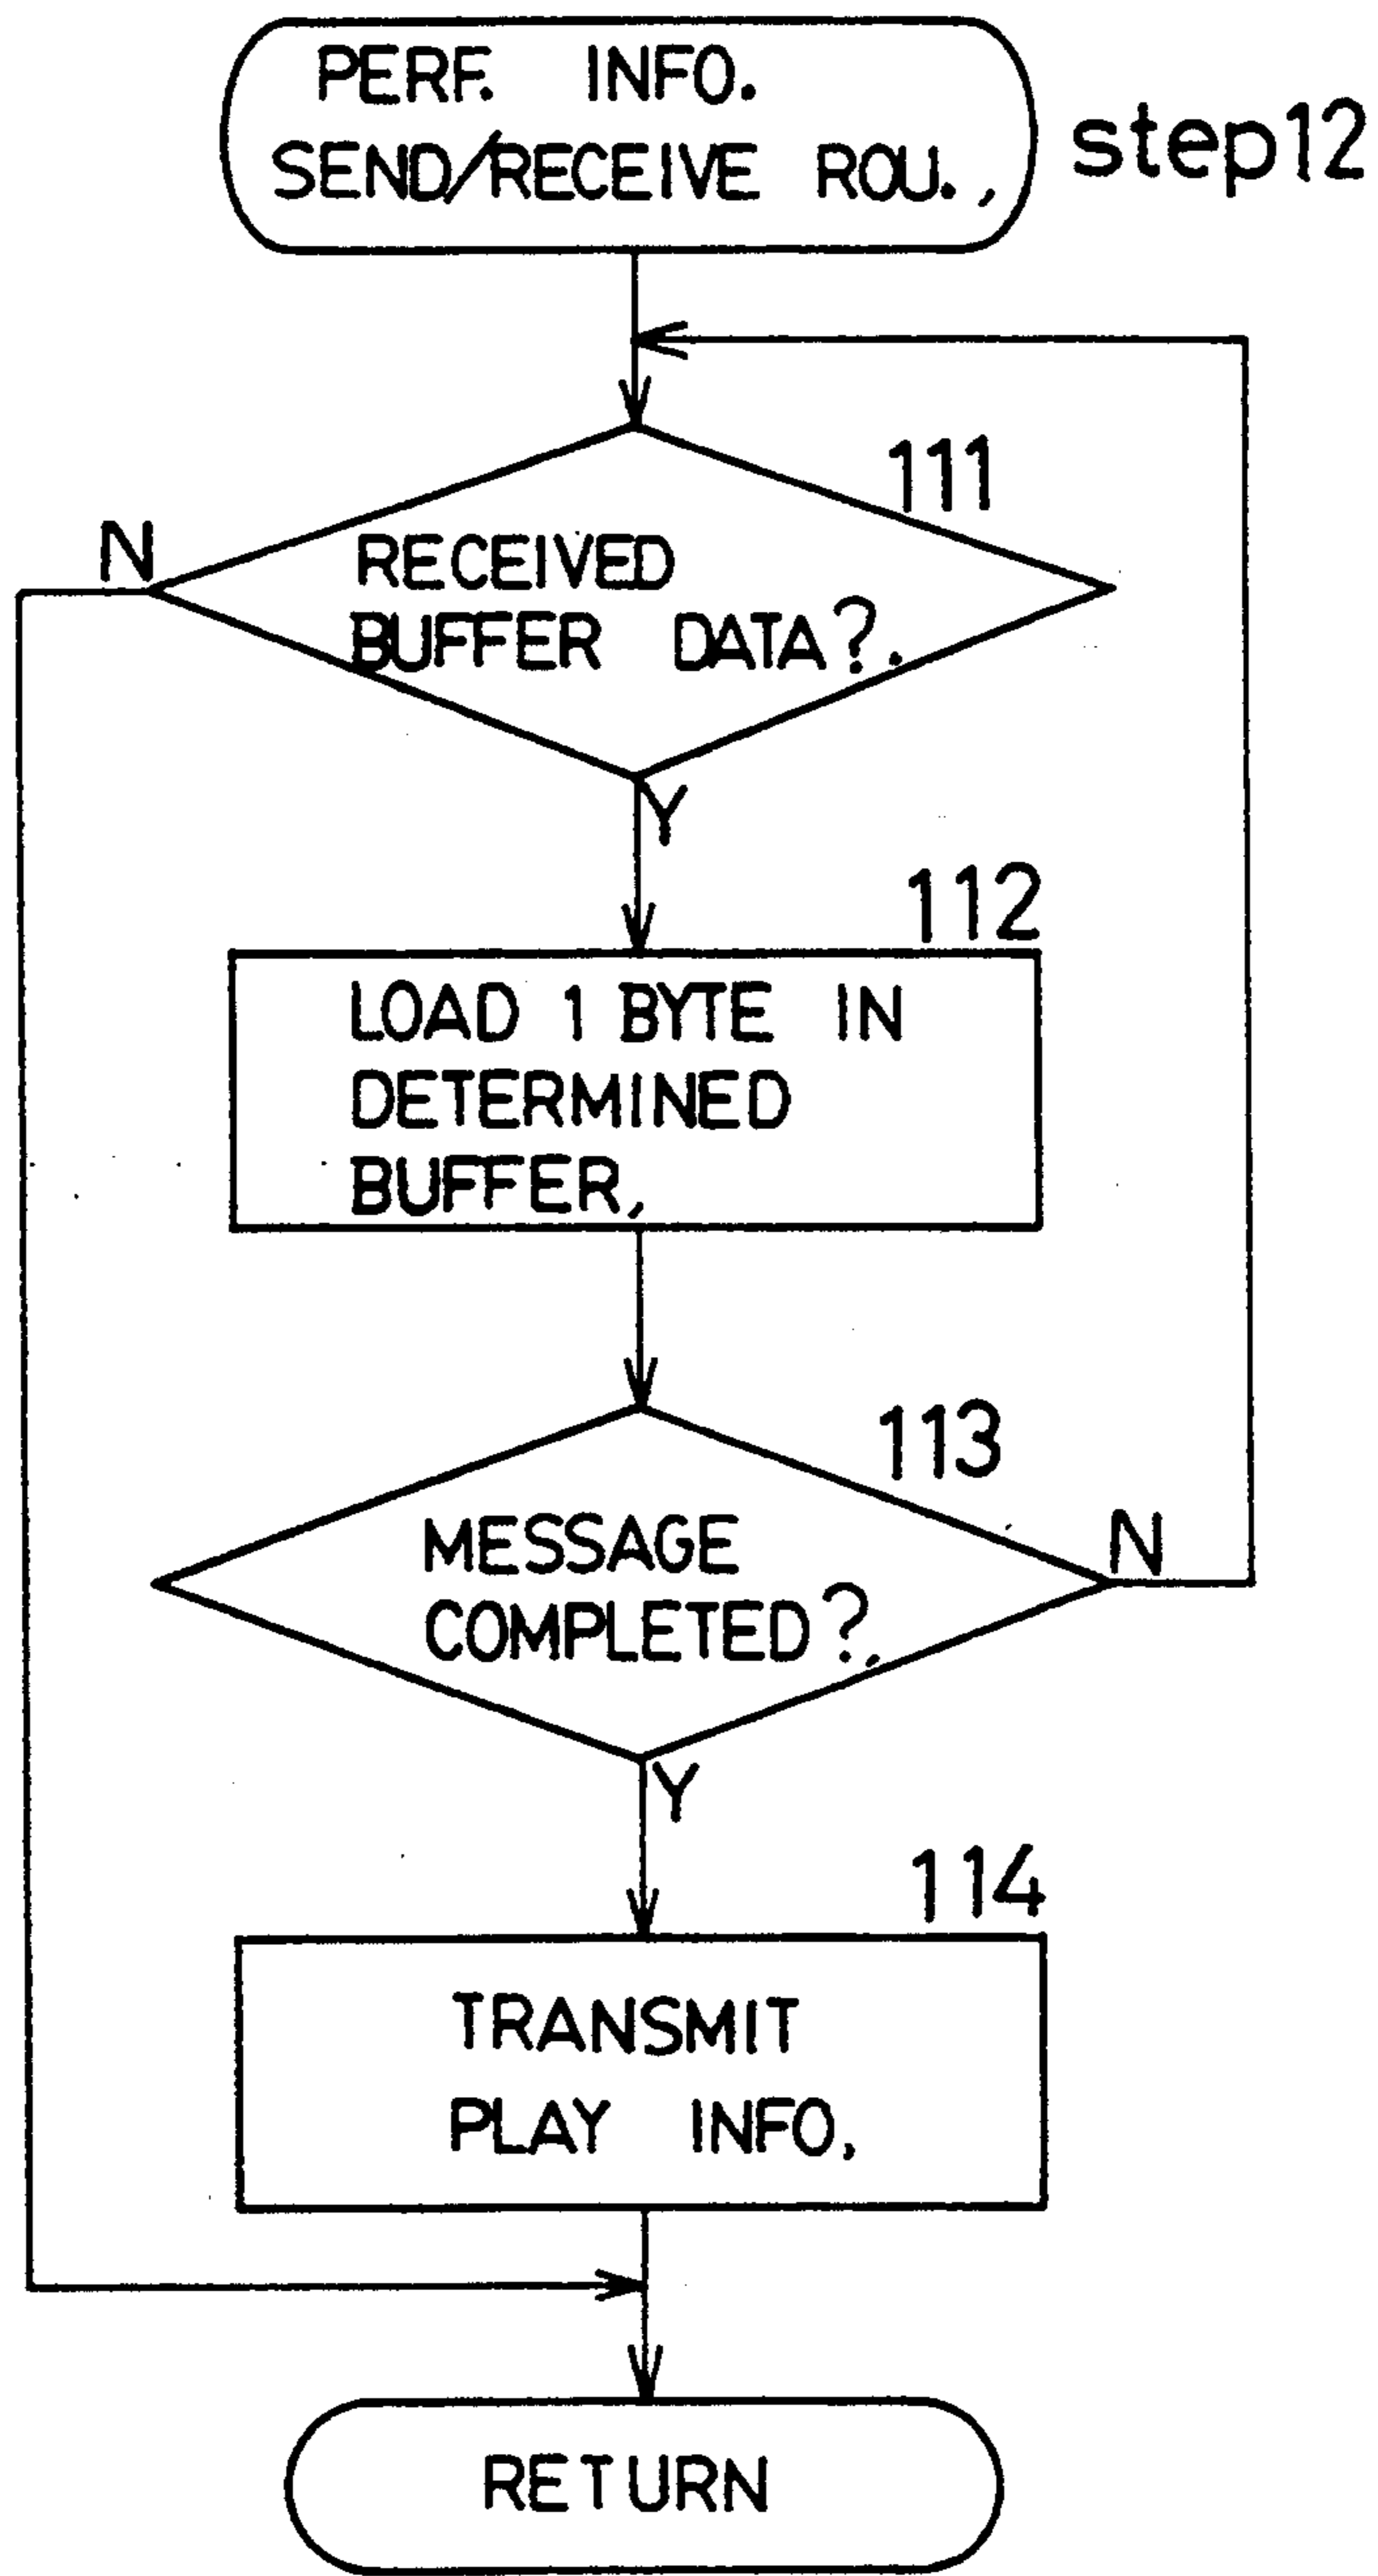 PERF. INFO.
SEND/RECEIVE ROU.,
step12
111
N
RECEIVED
BUFFER DATA?.
Y
112
LOAD 1 BYTE IN
DETERMINED
BUFFER,
113
MESSAGE
COMPLETED?,
N
Y
114
TRANSMIT
PLAY INFO,
RETURN